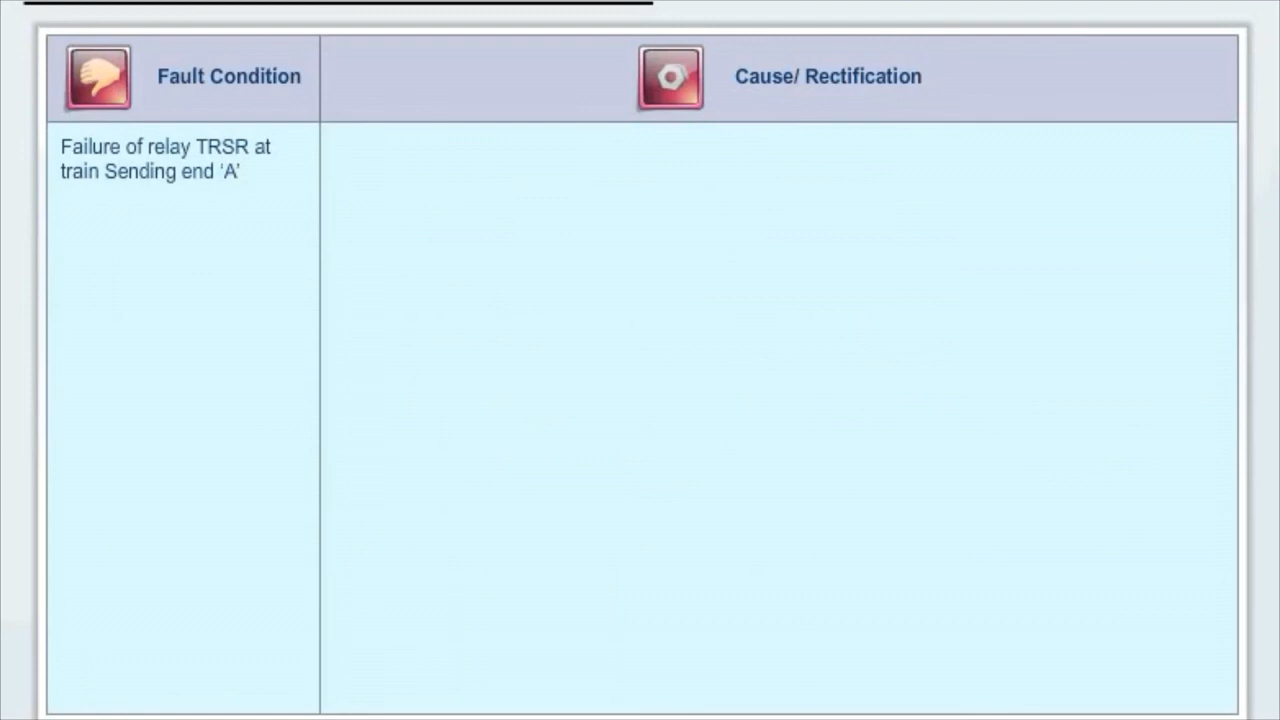 Fault Condition
Cause/ Rectification
Failure of relay TRSR at
train Sending end ‘A’